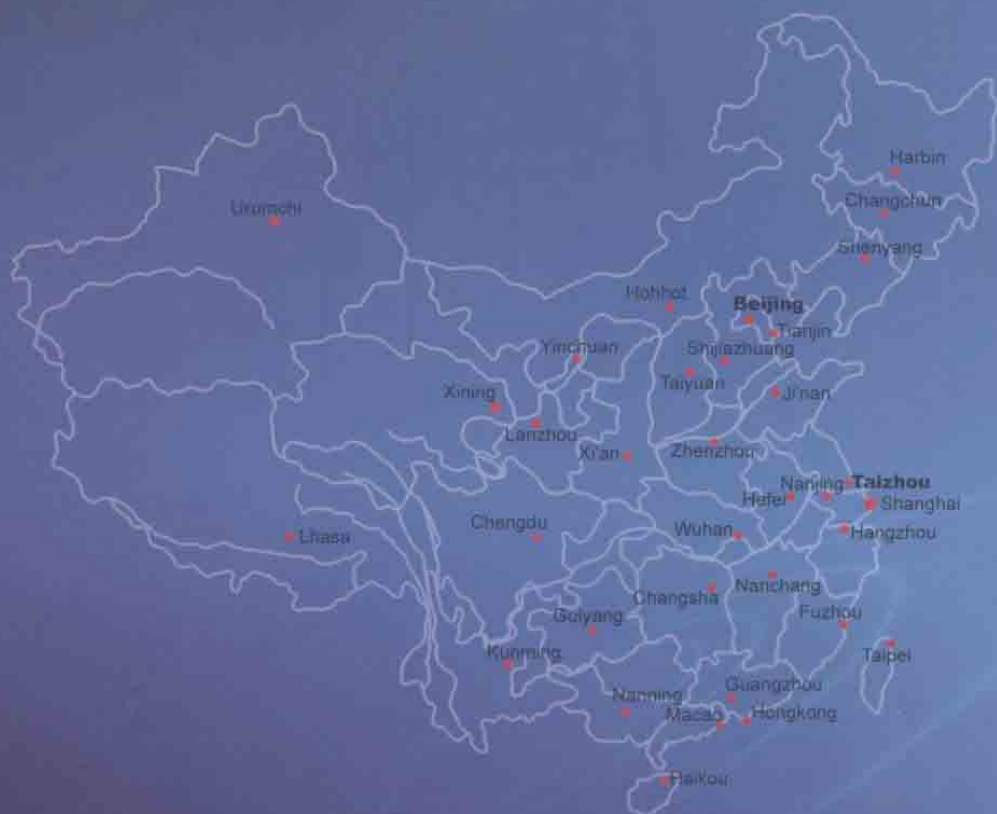 Harbin
Changchun
Urumchi
Shenyang
Hohhot
Beijing
Tianjin
Yinchuan
Shijiazhuang
Taiyuan
Xining
Ji'nan
Lanzhou
Xi'an
Zhenzhou
Nanjing
Taizhou
Hefei
Shanghai
Chengdu
Wuhan
Hangzhou
Lhasa
Nanchang
Changsha
Guiyang
Fuzhou
Kunming
Taipei
Guangzhou
Nanning
Macao
Hongkong
Haikou